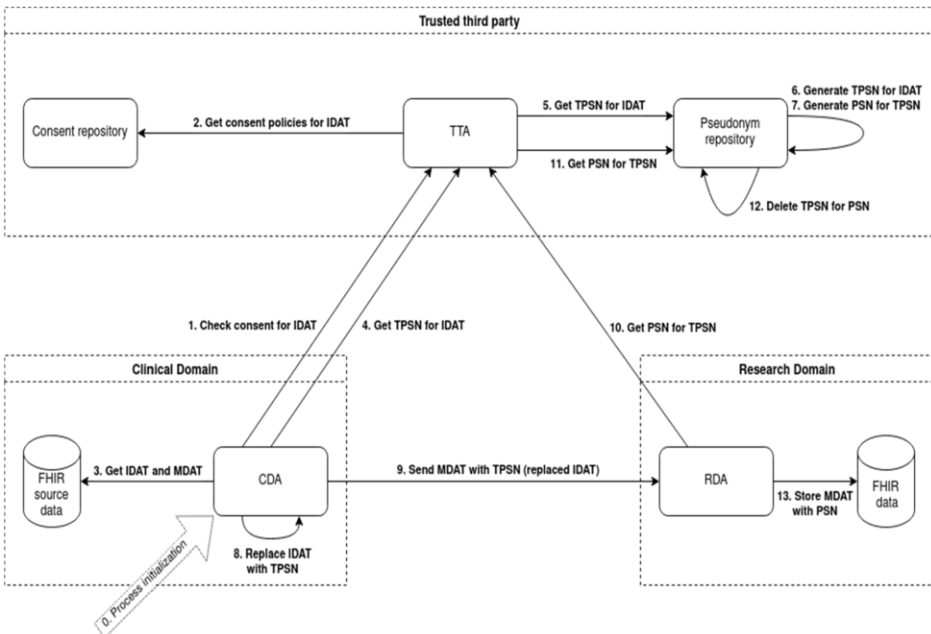 Trusted third party
Consent repository
2. Get consent policies for IDAT
TTA
5. Get TPSN for IDAT
11. Get PSN for TPSN
Pseudonym
repository
6. Generate TPSN for IDAT
7. Generate PSN for TPSN
12. Delete TPSN for PSN
1. Check consent for IDAT
4. Get TPSN for IDAT
10. Get PSN for TPSN
Clinical Domain
Research Domain
FHIR
source
data
3. Get IDAT and MDAT
CDA
9. Send MDAT with TPSN (replaced IDAT)
RDA
13. Store MDAT
with PSN
FHIR
data
8. Replace IDAT
with TPSN
0. Process initialization